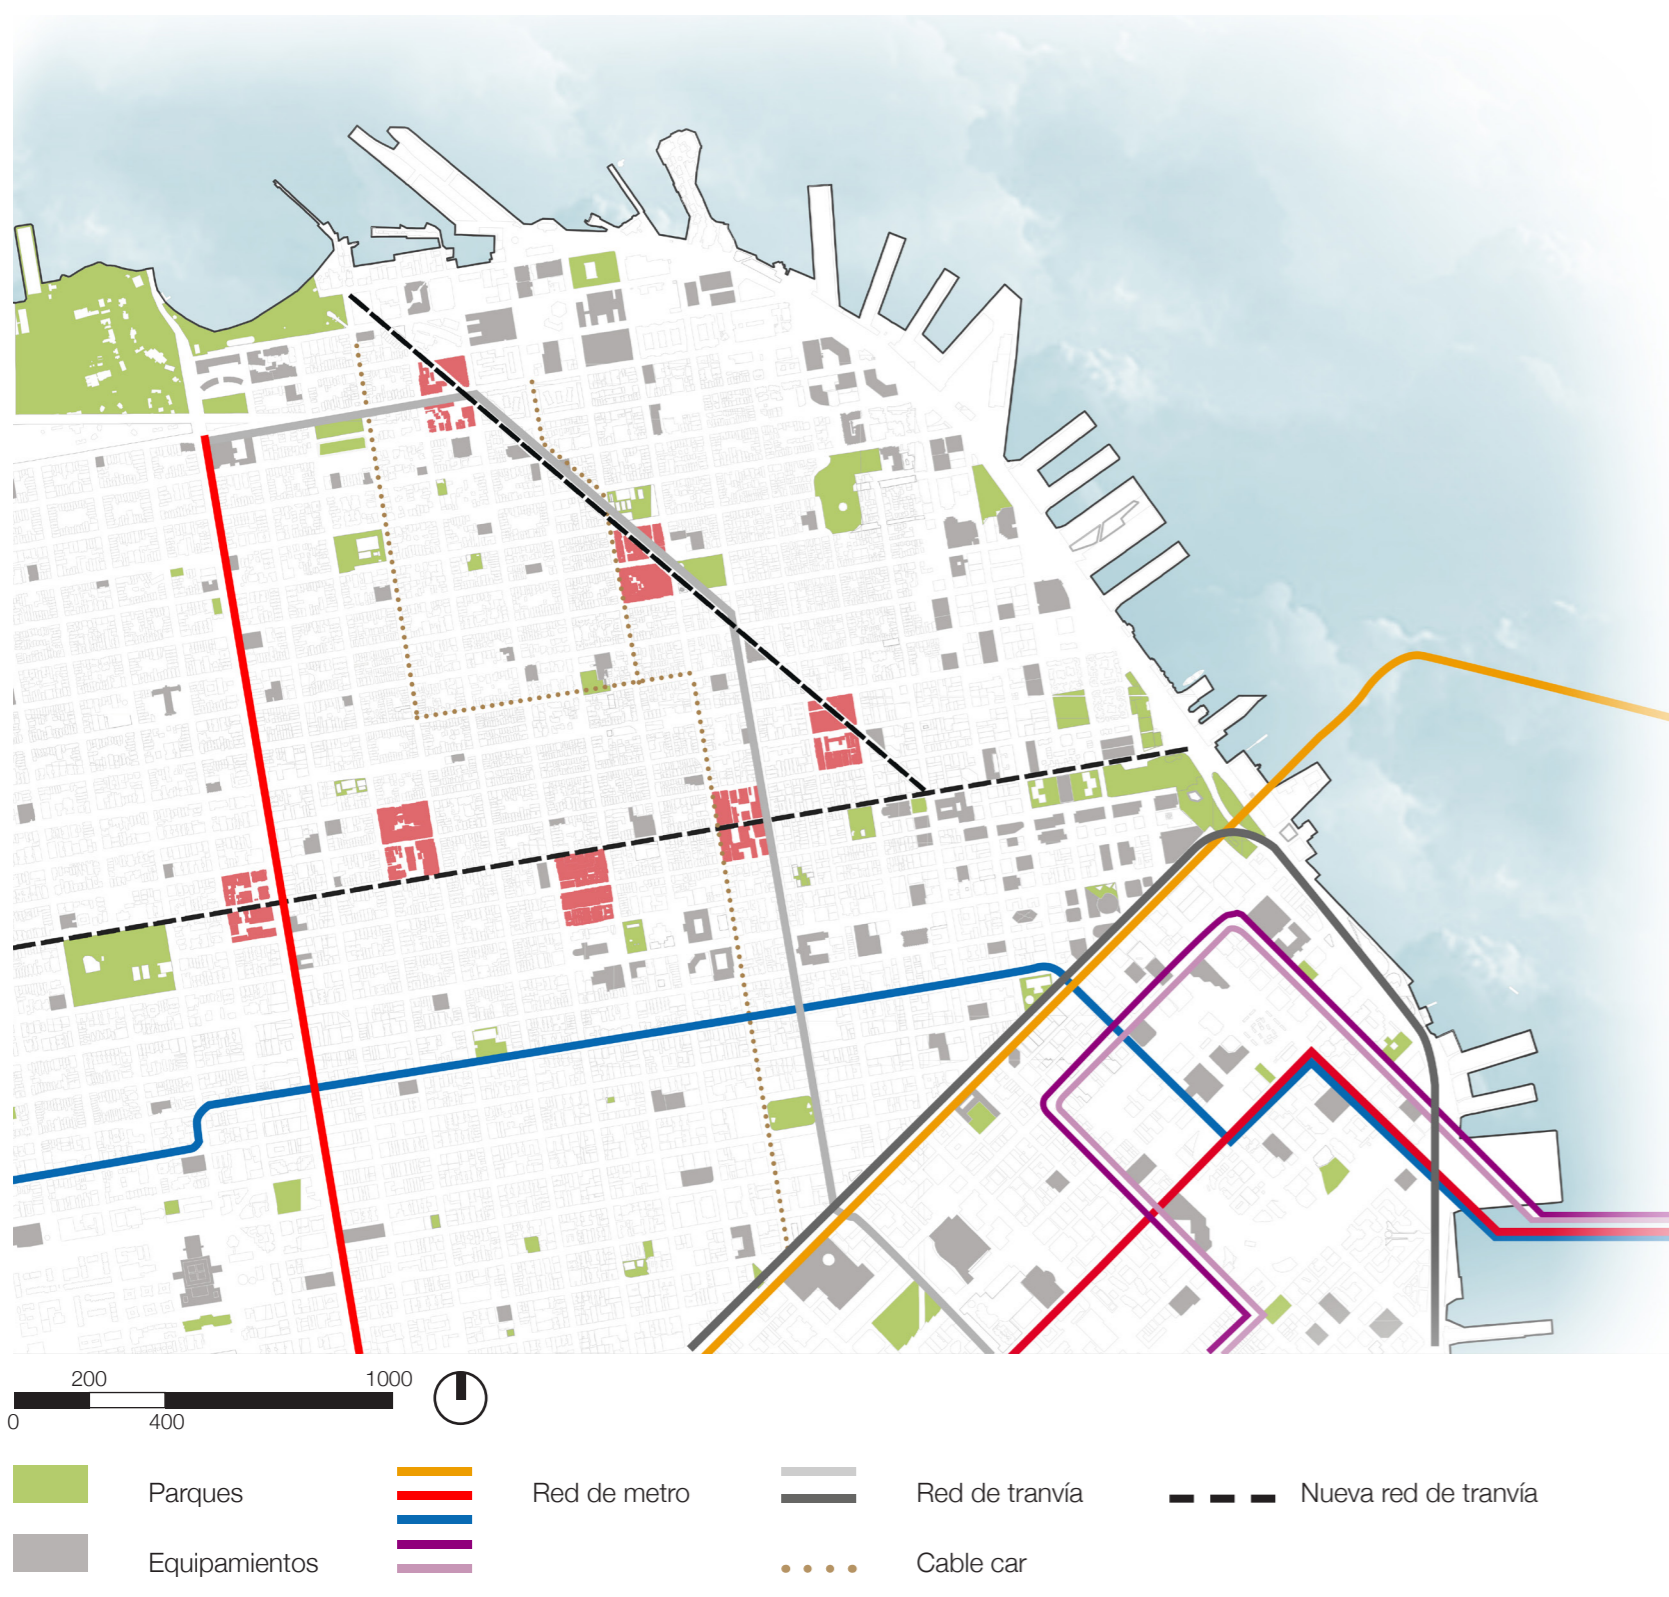 200 1000
0 400
Parques Red de metro Red de tranvía Nueva red de tranvía
Equipamientos Cable car